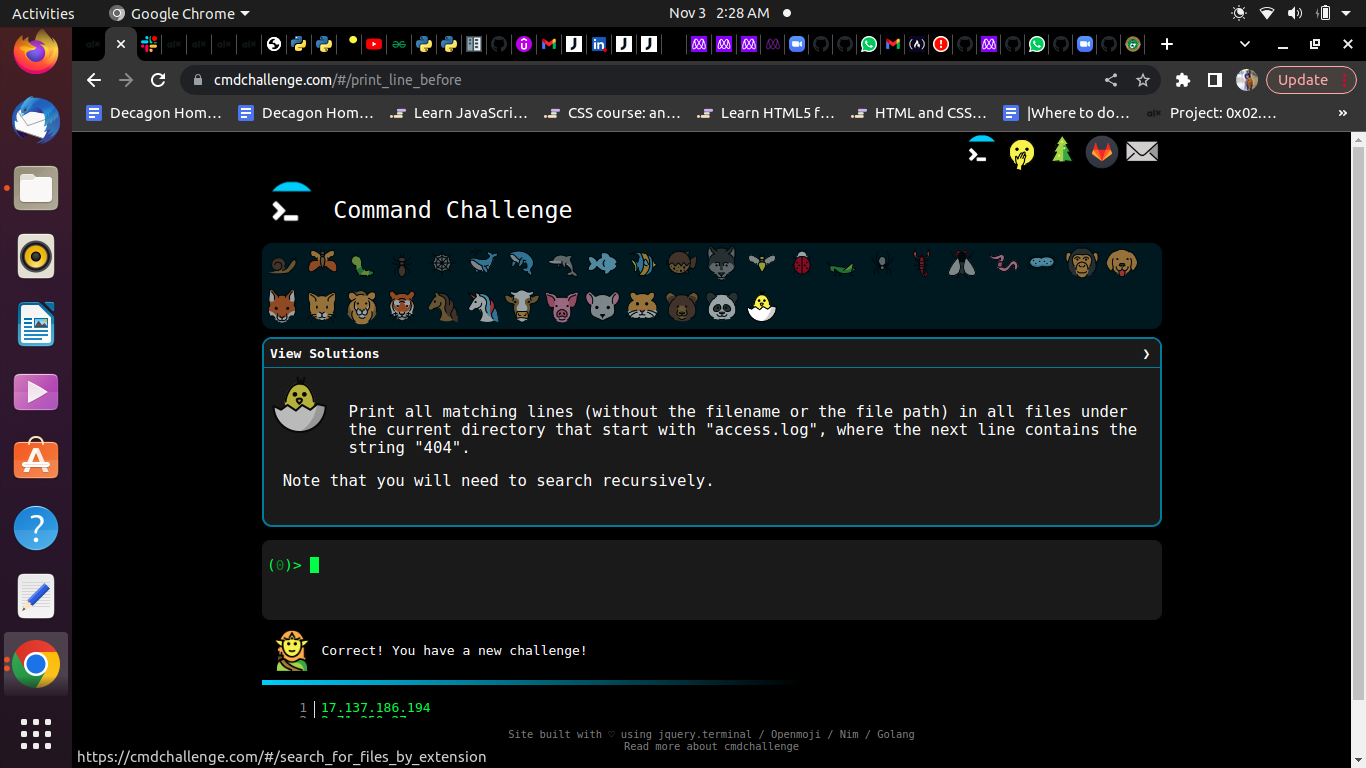 Activities
Google Chrome
Nov 3 2:28 AM
cmdchallenge.com/#/print_line_before
Update
Decagon Hom…
Decagon Hom…
Learn JavaScri…
CSS course: an…
Learn HTML5 f…
HTML and CSS…
|Where to do…
Project: 0x02.…
»
Command Challenge
View Solutions
Print all matching lines (without the filename or the file path) in all files under
the current directory that start with "access.log", where the next line contains the
string "404".
Note that you will need to search recursively.
(0)>
Correct! You have a new challenge!
1 17.137.186.194
Site built with ♡ using jquery.terminal / Openmoji / Nim / Golang
Read more about cmdchallenge
https://cmdchallenge.com/#/search_for_files_by_extension